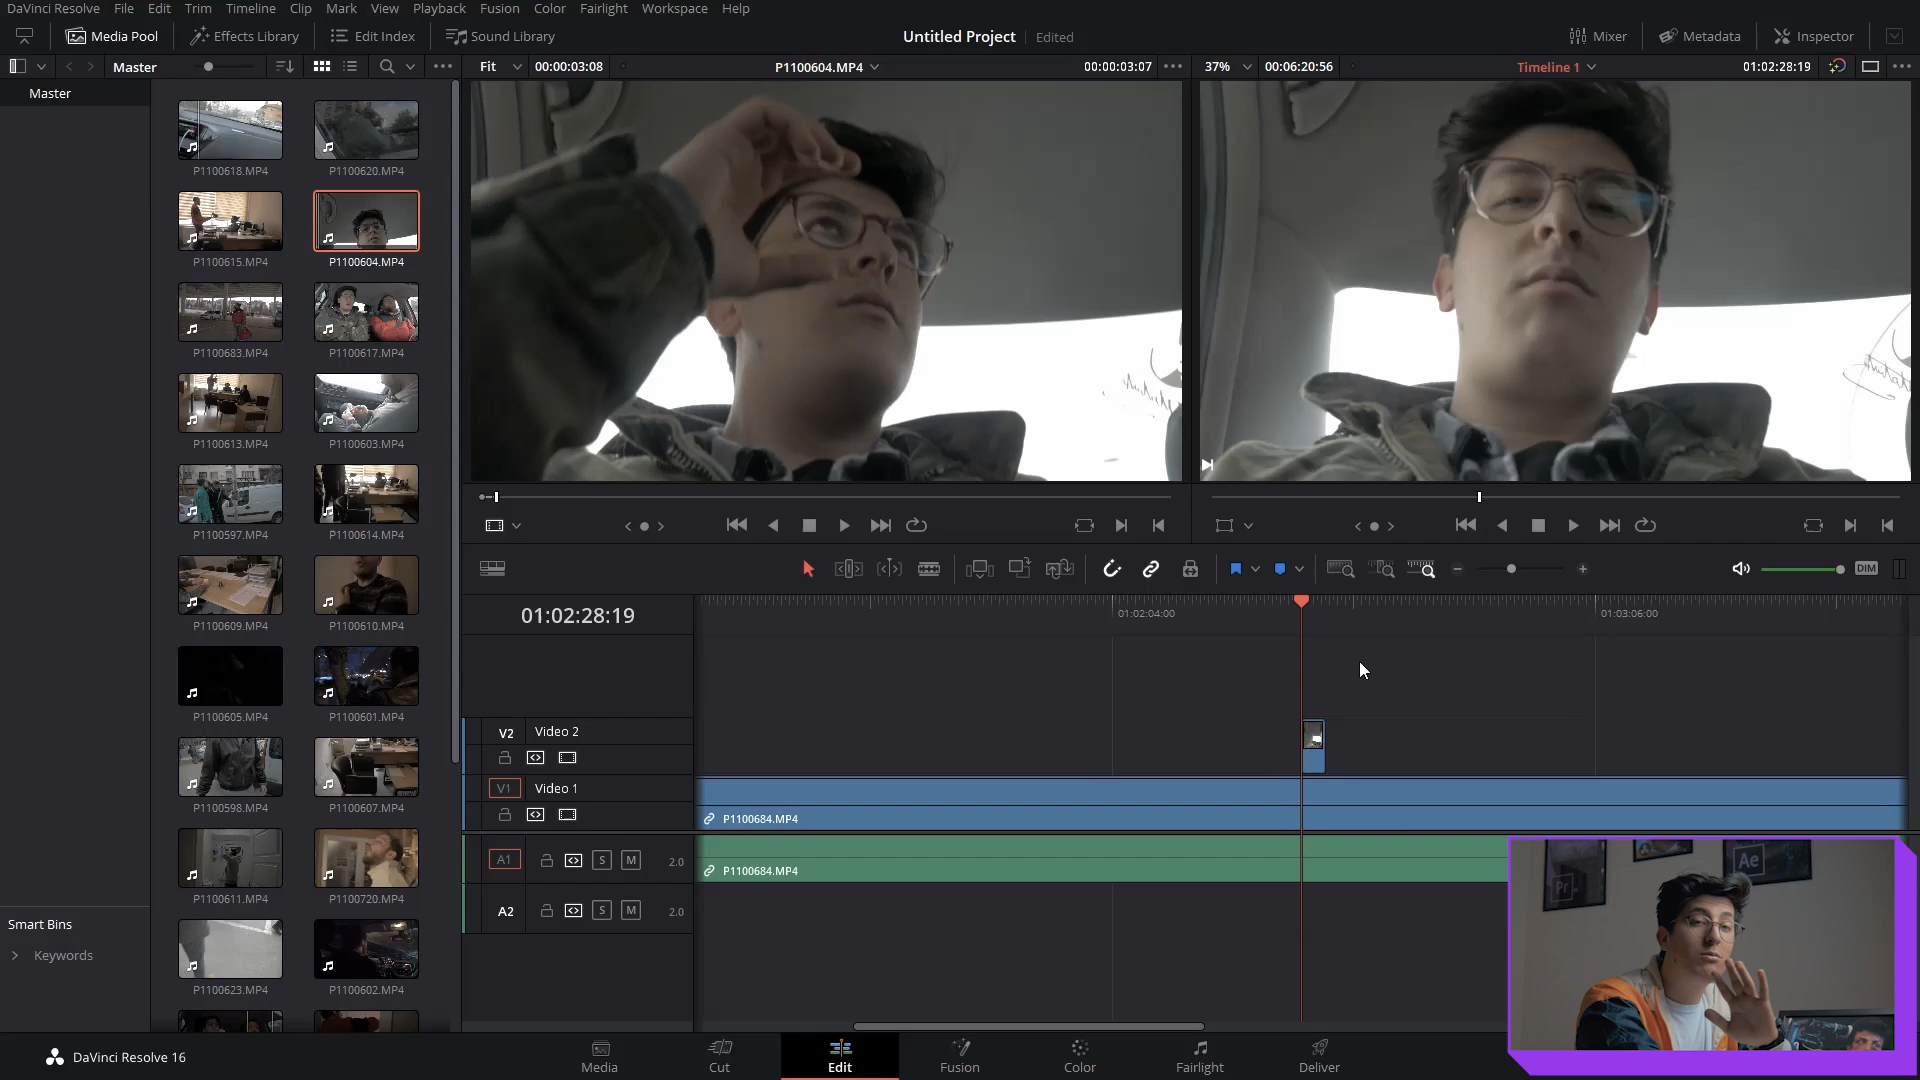 DaVinci Resolve File Edit Trim Timeline Clip Mark View Playback Fusion Color Fairlight Workspace Help
Media Pool Effects Library Edit Index Sound Library Untitled Project Edited Mixer Metadata Inspector
Master Fit 00:00:03:08 P1100604.MP4 00:00:03:07 37% 00:06:20:56 Timeline 1 01:02:28:19
Master
P1100618.MP4 P1100620.MP4
P1100615.MP4 P1100604.MP4
P1100683.MP4 P1100617.MP4
P1100613.MP4 P1100603.MP4
P1100597.MP4 P1100614.MP4
P1100609.MP4 P1100610.MP4
P1100605.MP4 P1100601.MP4
P1100598.MP4 P1100607.MP4
P1100611.MP4 P1100720.MP4
P1100623.MP4 P1100602.MP4
Smart Bins
Keywords
DIM
01:02:28:19 01:02:04:00 01:03:06:00
V2 Video 2
V1 Video 1
P1100684.MP4
A1 S M 2.0 P1100684.MP4
A2 S M 2.0
Pr Ae
DaVinci Resolve 16 Media Cut Edit Fusion Color Fairlight Deliver